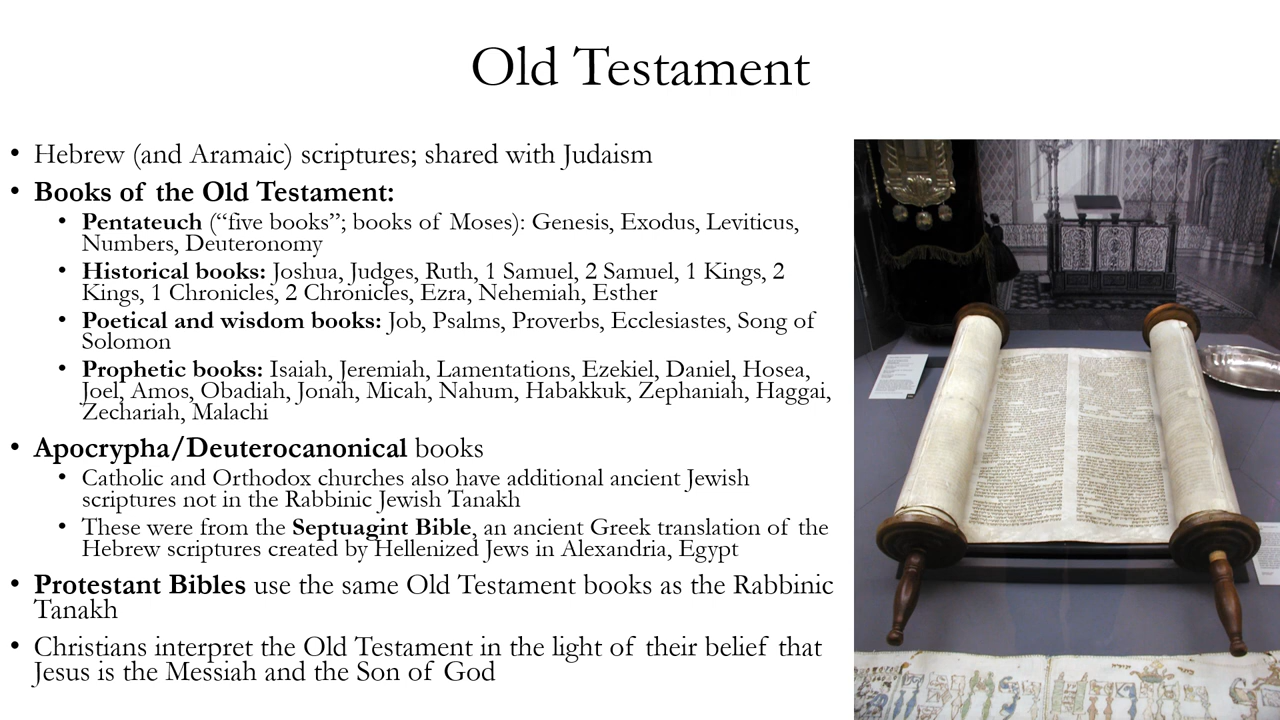 Old Testament
• Hebrew (and Aramaic) scriptures; shared with Judaism
• Books of the Old Testament:
• Pentateuch (“five books”; books of Moses): Genesis, Exodus, Leviticus,
Numbers, Deuteronomy
• Historical books: Joshua, Judges, Ruth, 1 Samuel, 2 Samuel, 1 Kings, 2
Kings, 1 Chronicles, 2 Chronicles, Ezra, Nehemiah, Esther
• Poetical and wisdom books: Job, Psalms, Proverbs, Ecclesiastes, Song of
Solomon
• Prophetic books: Isaiah, Jeremiah, Lamentations, Ezekiel, Daniel, Hosea,
Joel, Amos, Obadiah, Jonah, Micah, Nahum, Habakkuk, Zephaniah, Haggai,
Zechariah, Malachi
• Apocrypha/Deuterocanonical books
• Catholic and Orthodox churches also have additional ancient Jewish
scriptures not in the Rabbinic Jewish Tanakh
• These were from the Septuagint Bible, an ancient Greek translation of the
Hebrew scriptures created by Hellenized Jews in Alexandria, Egypt
• Protestant Bibles use the same Old Testament books as the Rabbinic
Tanakh
• Christians interpret the Old Testament in the light of their belief that
Jesus is the Messiah and the Son of God